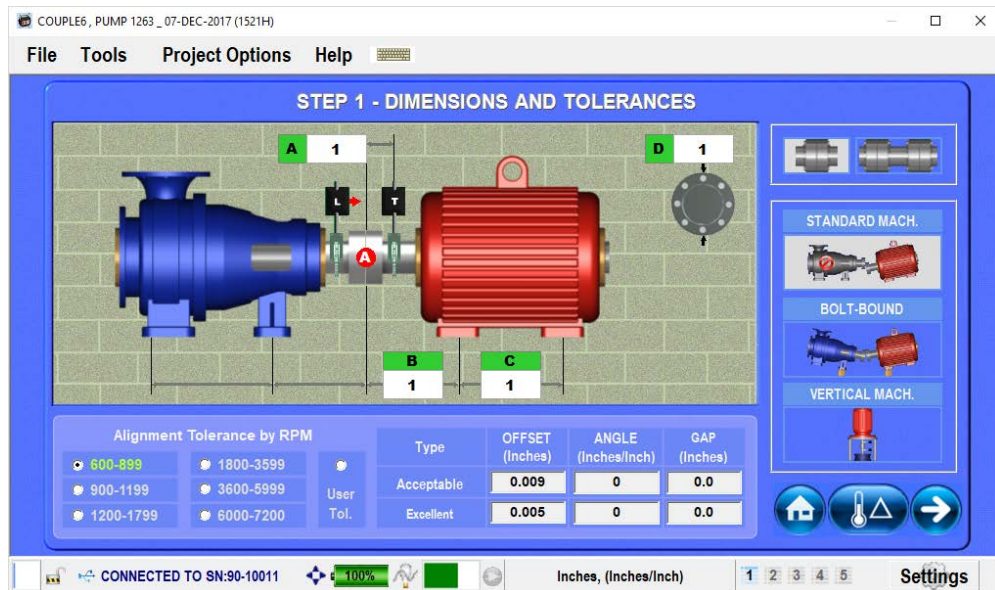 COUPLE6 , PUMP 1263 _ 07-DEC-2017 (1521H)
File Tools Project Options Help
STEP 1 - DIMENSIONS AND TOLERANCES
A 1
D 1
L T
A
B C
1 1
STANDARD MACH.
BOLT-BOUND
VERTICAL MACH.
Alignment Tolerance by RPM
600-899 1800-3599
900-1199 3600-5999
1200-1799 6000-7200
User
Tol.
Type OFFSET (Inches) ANGLE (Inches/Inch) GAP (Inches)
Acceptable 0.009 0 0.0
Excellent 0.005 0 0.0
CONNECTED TO SN:90-10011 100% Inches, (Inches/Inch) 1 2 3 4 5 Settings